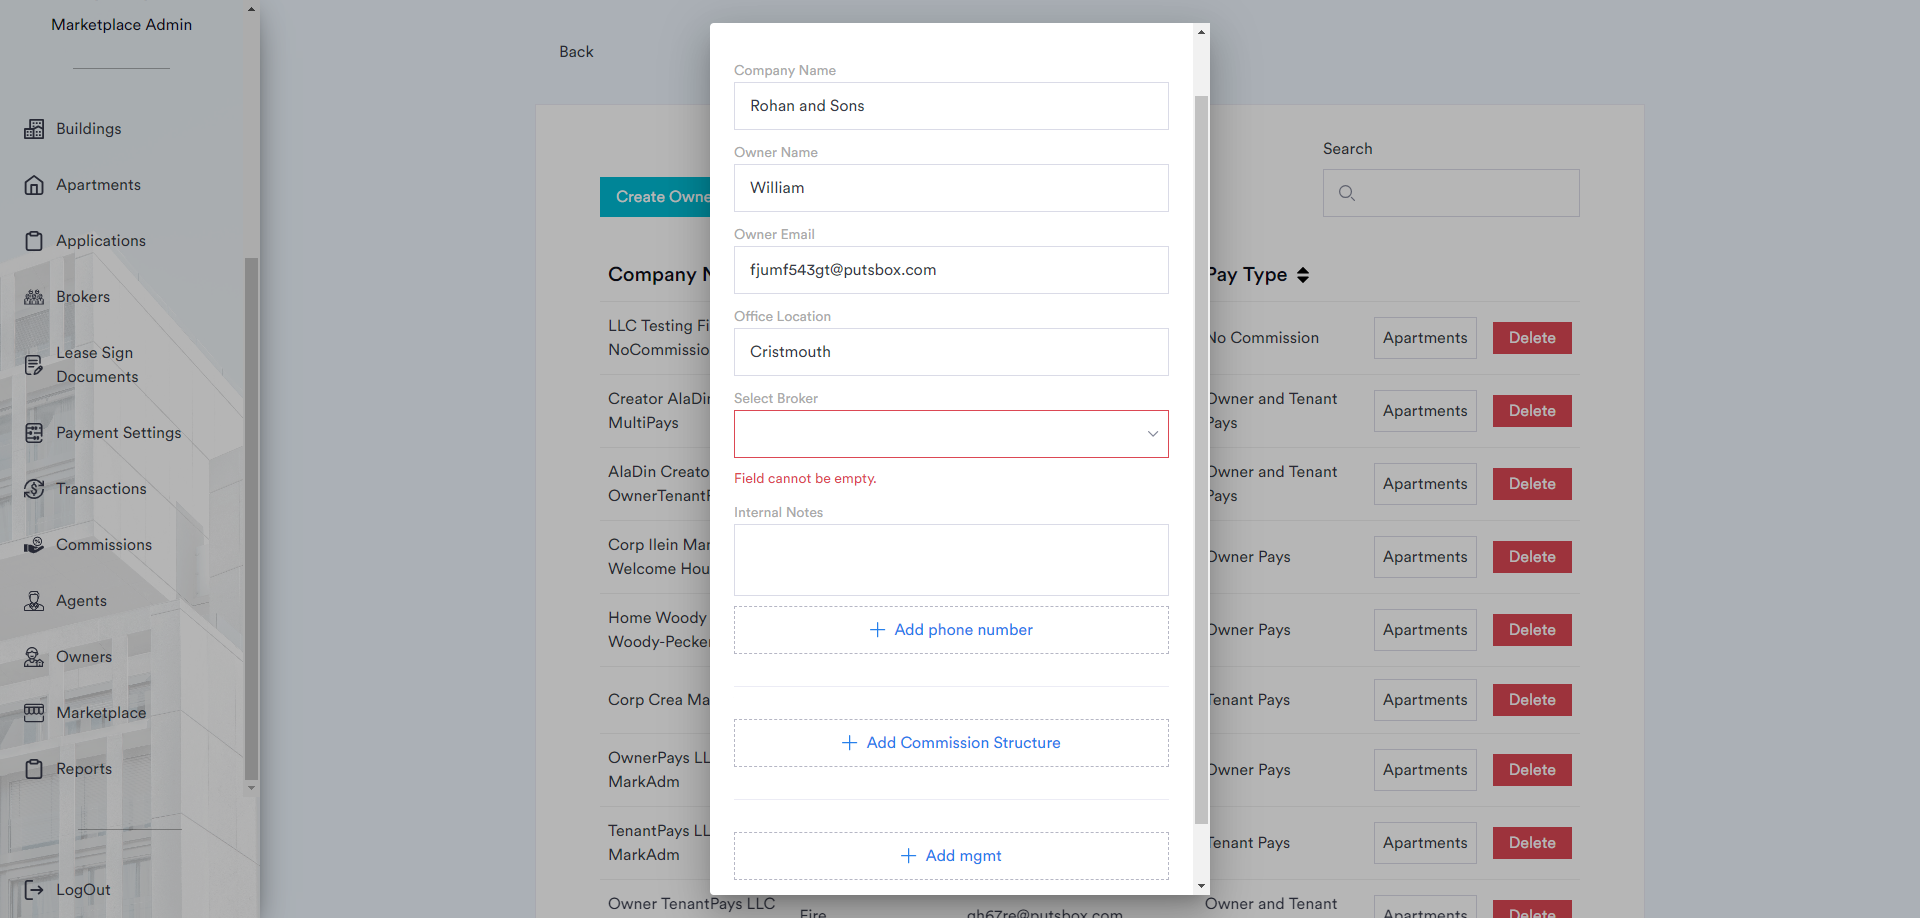 Marketplace Admin
Buildings
Apartments
Applications
Brokers
Lease Sign
Documents
Payment Settings
Transactions
Commissions
Agents
Owners
Marketplace
Reports
LogOut
Back
Create Owne
Search
Company N
Pay Type
LLC Testing Fi
NoCommissio
No Commission
Apartments
Delete
Creator AlaDi
MultiPays
Owner and Tenant
Pays
Apartments
Delete
AlaDin Creato
OwnerTenant
Owner and Tenant
Pays
Apartments
Delete
Corp Ilein Mar
Welcome Hou
Owner Pays
Apartments
Delete
Home Woody
Woody-Pecke
Owner Pays
Apartments
Delete
Corp Crea Ma
Tenant Pays
Apartments
Delete
OwnerPays LL
MarkAdm
Owner Pays
Apartments
Delete
TenantPays LL
MarkAdm
Tenant Pays
Apartments
Delete
Owner TenantPays LLC
Fire
gh67re@putsbox.com
Owner and Tenant
Apartments
Delete
Company Name
Rohan and Sons
Owner Name
William
Owner Email
fjumf543gt@putsbox.com
Office Location
Cristmouth
Select Broker
Field cannot be empty.
Internal Notes
Add phone number
Add Commission Structure
Add mgmt